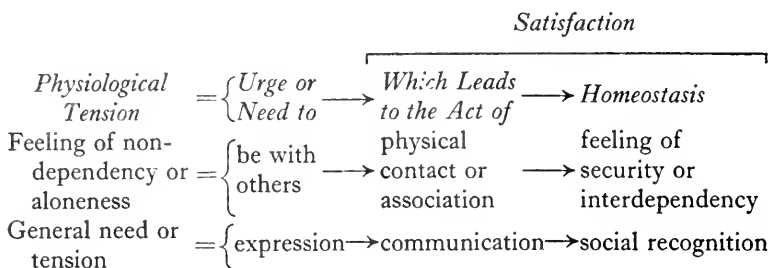 Satisfaction
Physiological Urge or Which Leads
Tension = { Need to → to the Act of → Homeostasis
Feeling of non- physical feeling of
dependency or = { be with → contact or → security or
aloneness others association interdependency
General need or
tension = { expression → communication → social recognition